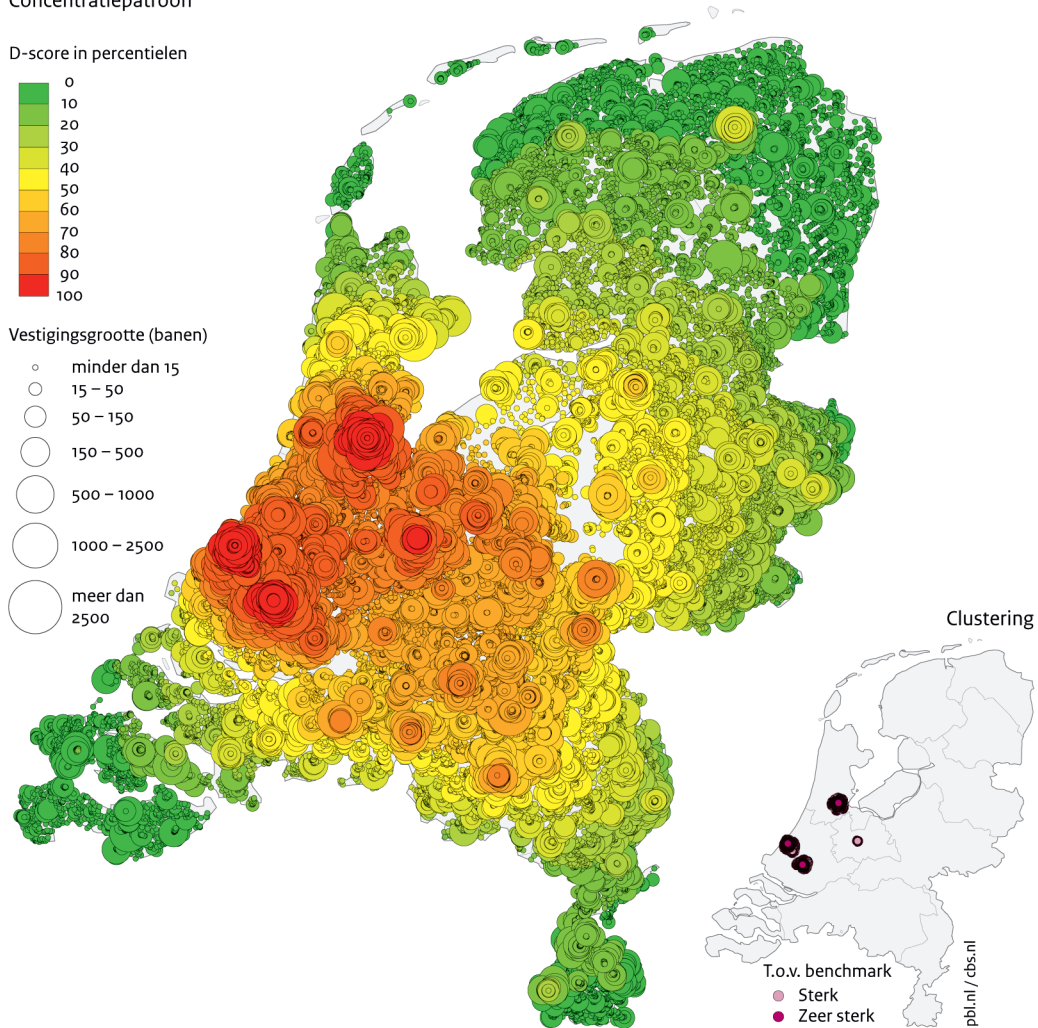 Concentratiepatroon
D-score in percentielen
0
10
20
30
40
50
60
70
80
90
100
Vestigingsgrootte (banen)
minder dan 15
15 – 50
50 – 150
150 – 500
500 – 1000
1000 – 2500
meer dan
2500
Clustering
T.o.v. benchmark
Sterk
Zeer sterk
pbl.nl / cbs.nl